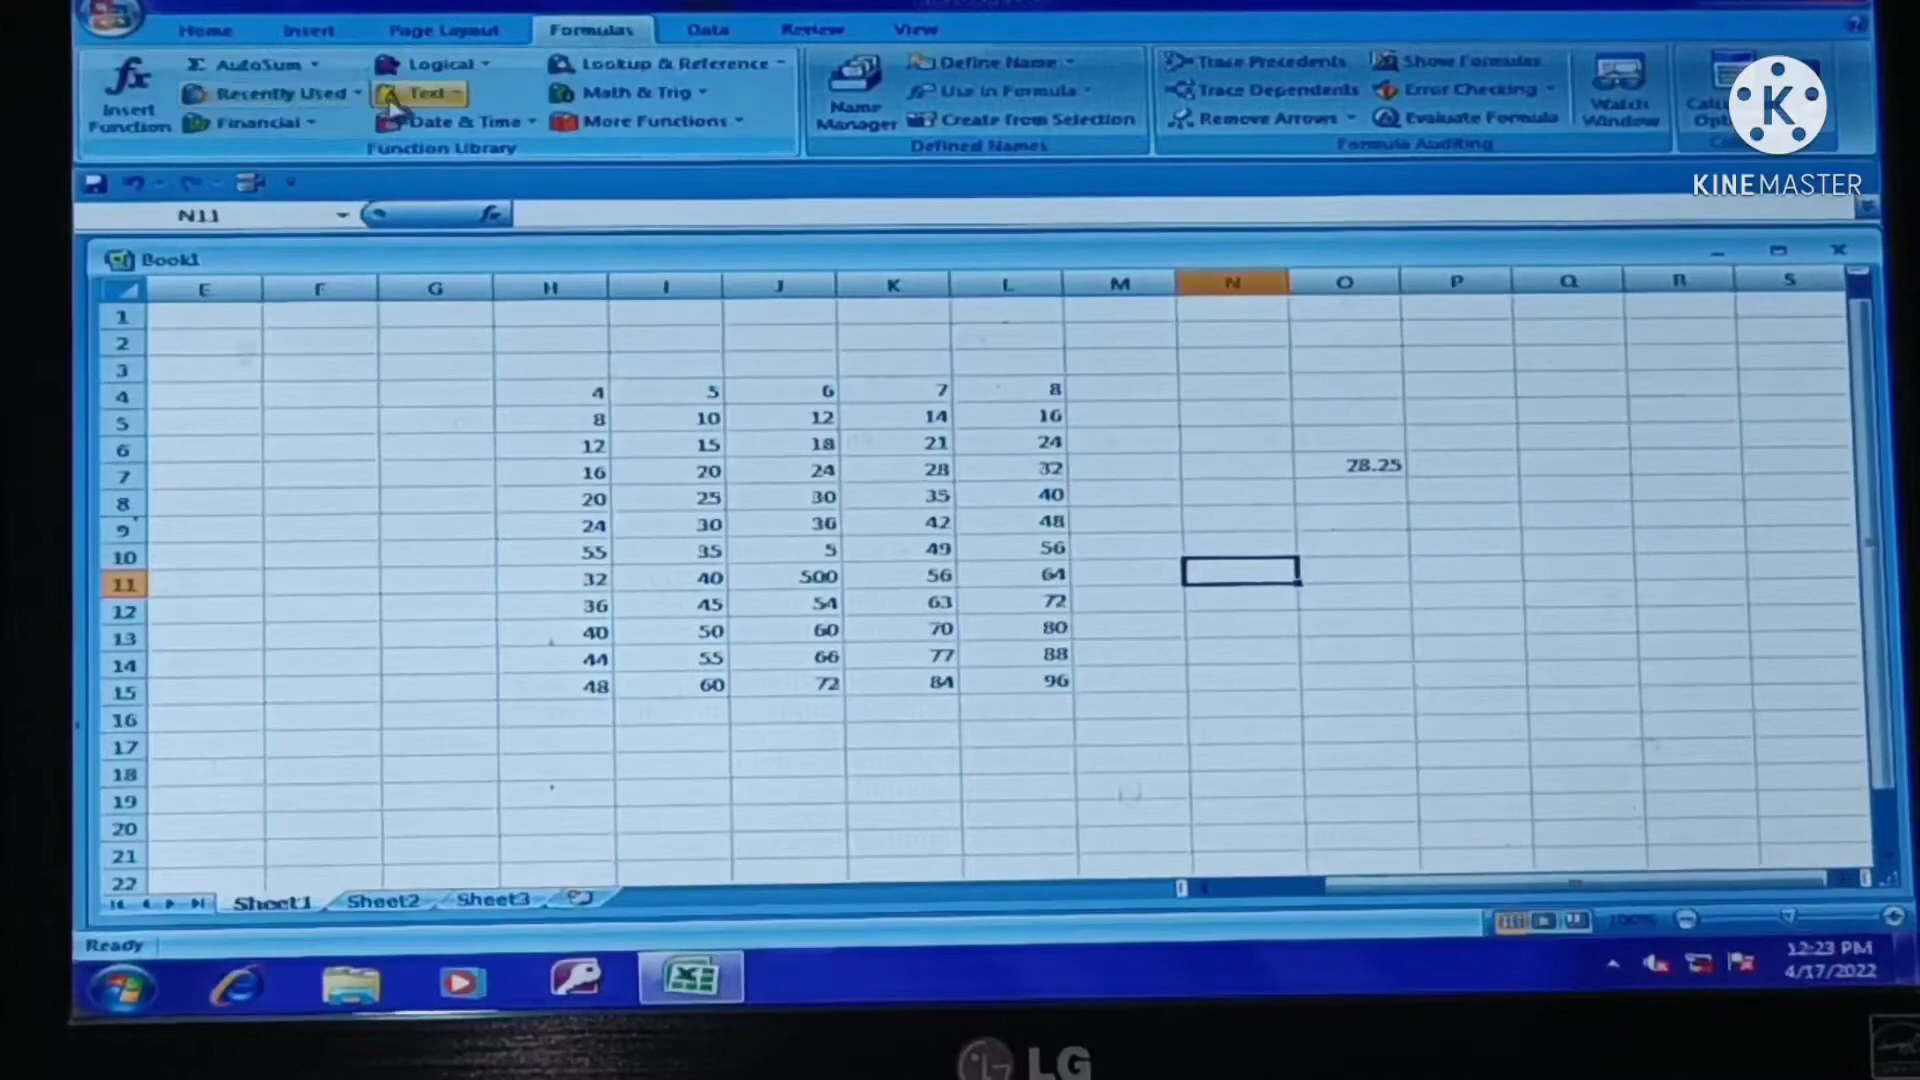 Home Insert Page Layout Formulas Data Review View
Insert Function
AutoSum
Recently Used
Financial
Logical
Text
Date & Time
Lookup & Reference
Math & Trig
More Functions
Function Library
Name Manager
Define Name
Use in Formula
Create from Selection
Defined Names
Trace Precedents
Trace Dependents
Remove Arrows
Show Formulas
Error Checking
Evaluate Formula
Formula Auditing
Watch Window
K
KINEMASTER
N11 fx
Book1
E F G H I J K L M N O P Q R S
1
2
3
4 4 5 6 7 8
5 8 10 12 14 16
6 12 15 18 21 24
7 16 20 24 28 32 28.25
8 20 25 30 35 40
9 24 30 36 42 48
10 55 35 5 49 56
11 32 40 500 56 64
12 36 45 54 63 72
13 40 50 60 70 80
14 44 55 66 77 88
15 48 60 72 84 96
16
17
18
19
20
21
22
Sheet1 Sheet2 Sheet3
100%
Ready
12:23 PM
4/17/2022
LG